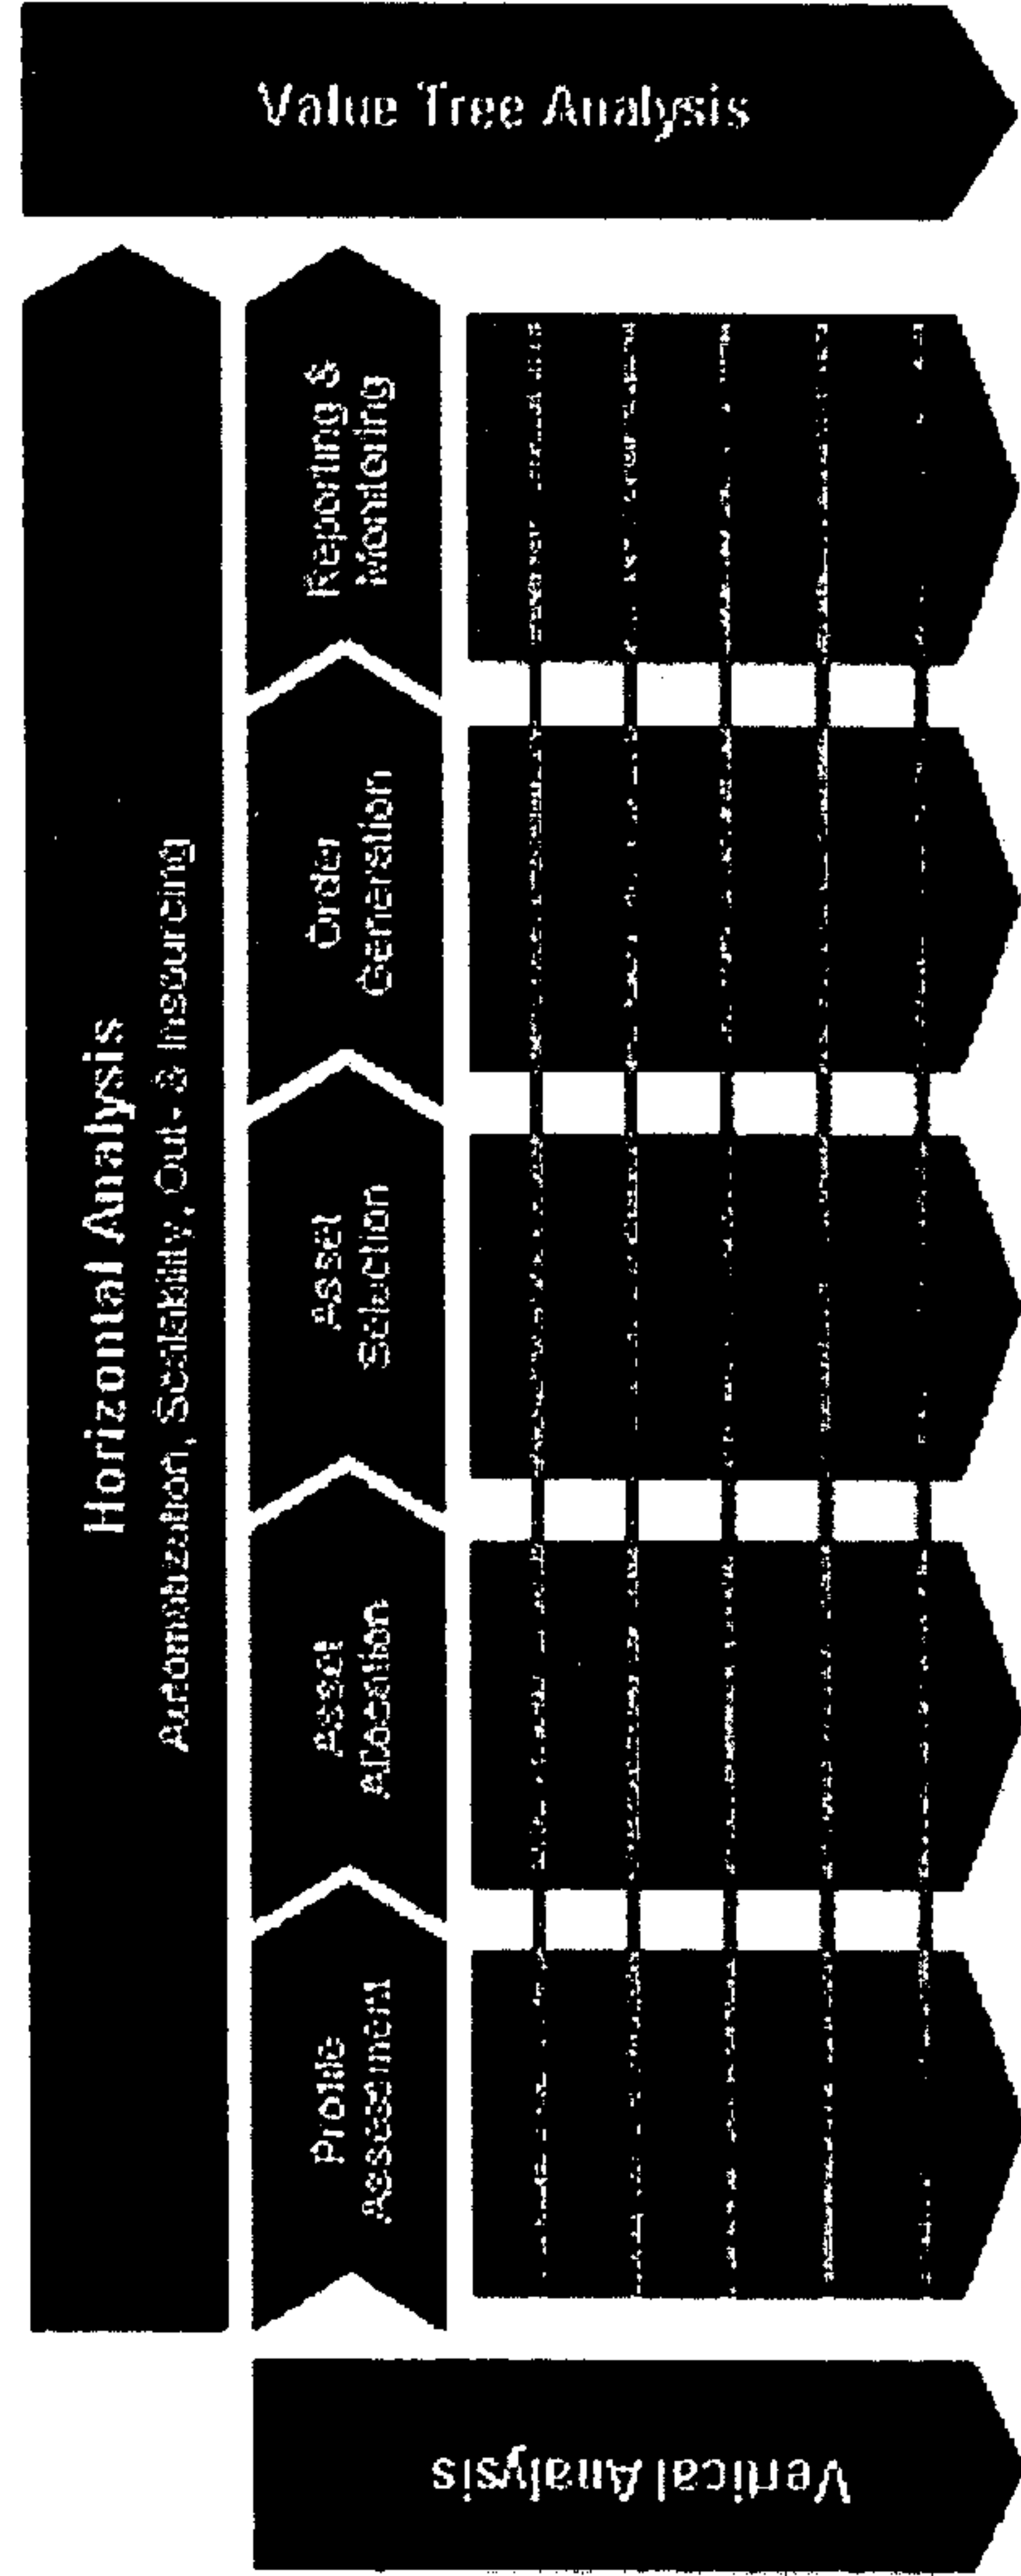 Horizontal Analysis
Automatization, Scalability, Out- & Insourcing
Profile
Assessment
Asset
Allocation
Asset
Selection
Order
Generation
Reporting &
Monitoring
Vertical Analysis
Value Tree Analysis